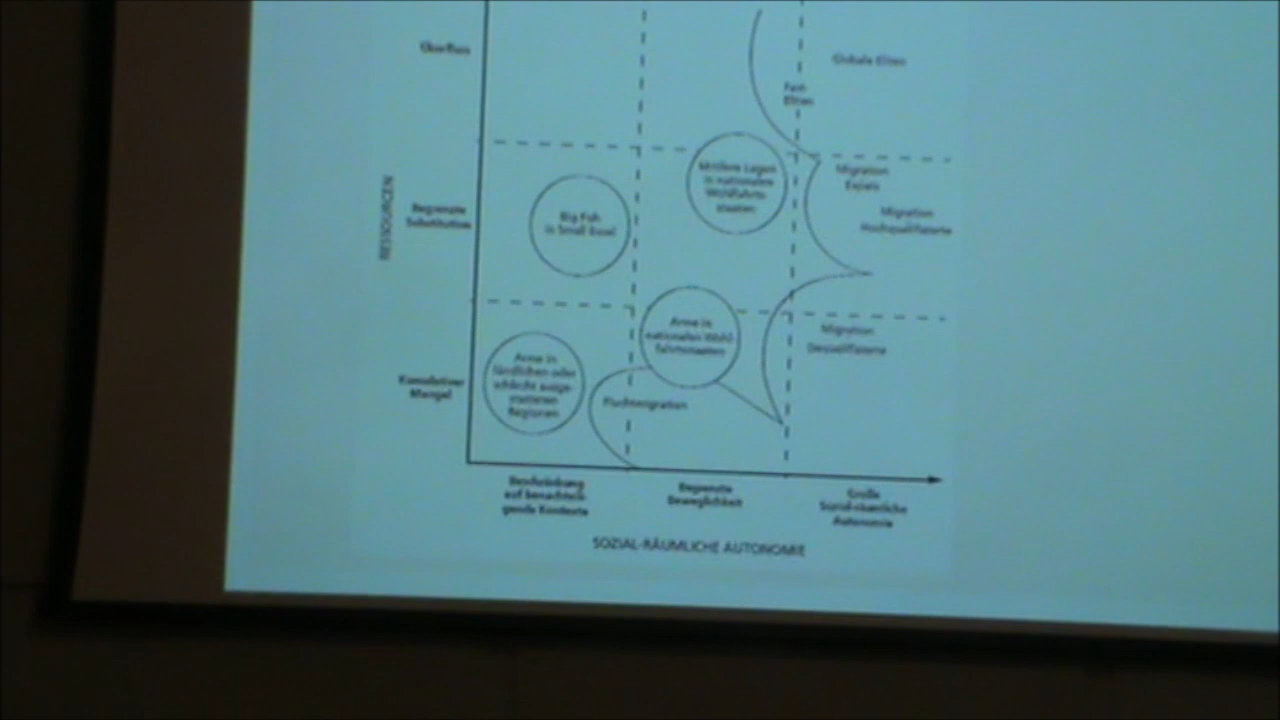 Überfluss
Globale Eliten
Fast-
Eliten
Mittlere Lagen
in nationalen
Wohlfahrts-
staaten
Migration
Expats
Migration
Hochqualifizierte
RESSOURCEN
Begrenzte
Substitution
Big Fish
in Small Basel
Arme in
nationalen Wohl-
fahrtsstaaten
Migration
Dequalifizierte
Kumulativer
Mangel
Arme in
ländlichen oder
schlecht ausge-
statteten
Regionen
Fluchtmigration
Beschränkung
auf benachteili-
gende Kontexte
Begrenzte
Beweglichkeit
Große
Sozial-räumliche
Autonomie
SOZIAL-RÄUMLICHE AUTONOMIE